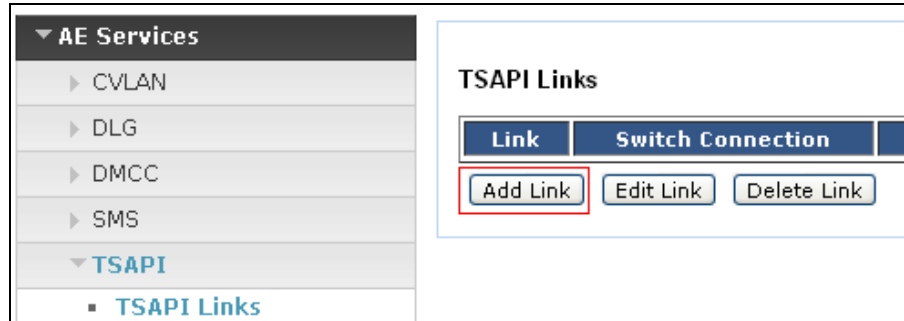 AE Services
CVLAN
DLG
DMCC
SMS
TSAPI
TSAPI Links
TSAPI Links
Link Switch Connection
Add Link Edit Link Delete Link